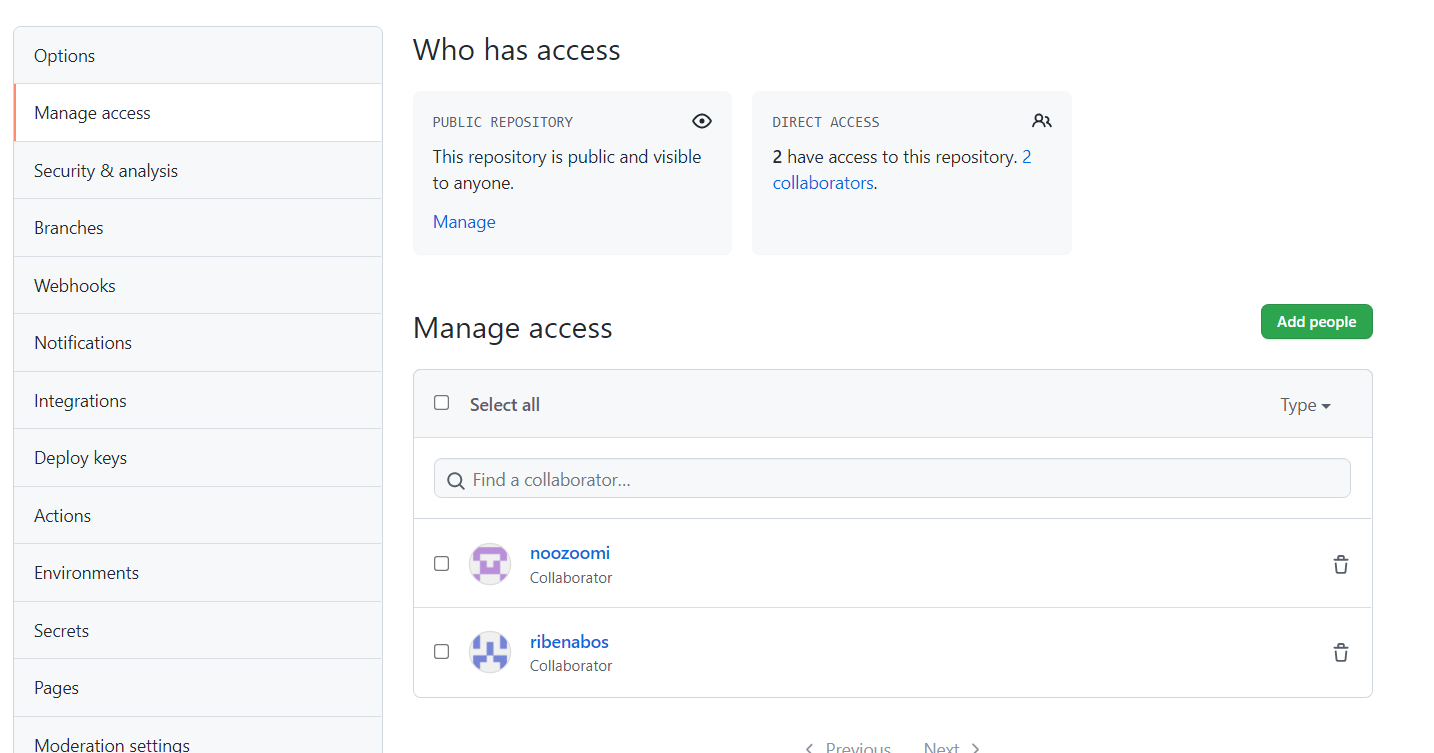 Options
Manage access
Security & analysis
Branches
Webhooks
Notifications
Integrations
Deploy keys
Actions
Environments
Secrets
Pages
Moderation settings
Who has access
PUBLIC REPOSITORY
This repository is public and visible
to anyone.
Manage
DIRECT ACCESS
2 have access to this repository. 2
collaborators.
Manage access
Add people
Select all
Type
Find a collaborator...
noozoomi
Collaborator
ribenabos
Collaborator
Previous
Next